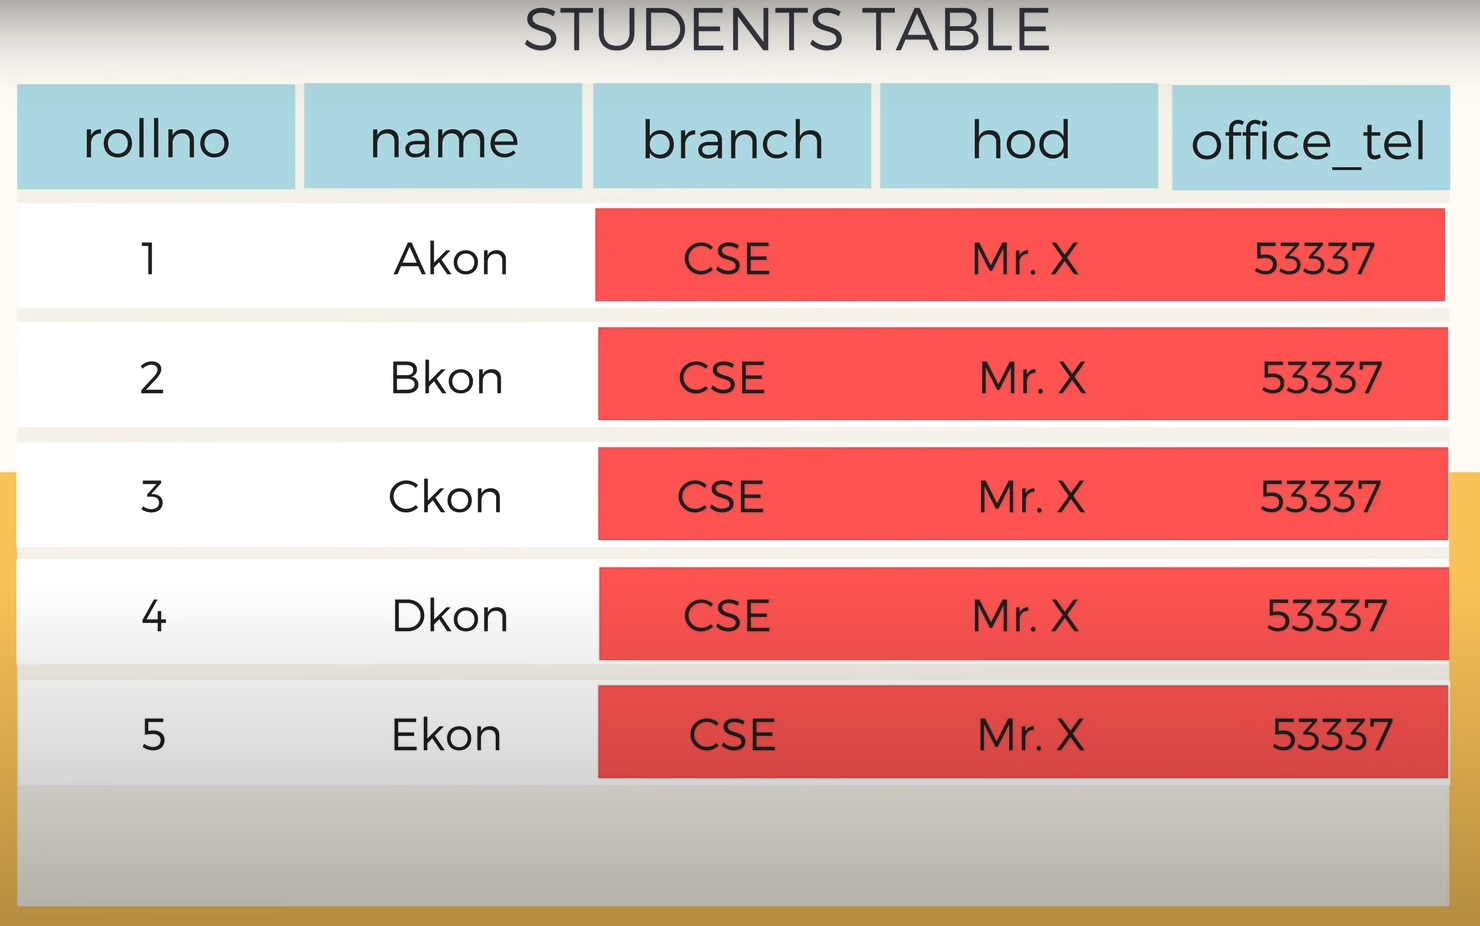 STUDENTS TABLE
rollno name branch hod office_tel
1 Akon CSE Mr. X 53337
2 Bkon CSE Mr. X 53337
3 Ckon CSE Mr. X 53337
4 Dkon CSE Mr. X 53337
5 Ekon CSE Mr. X 53337